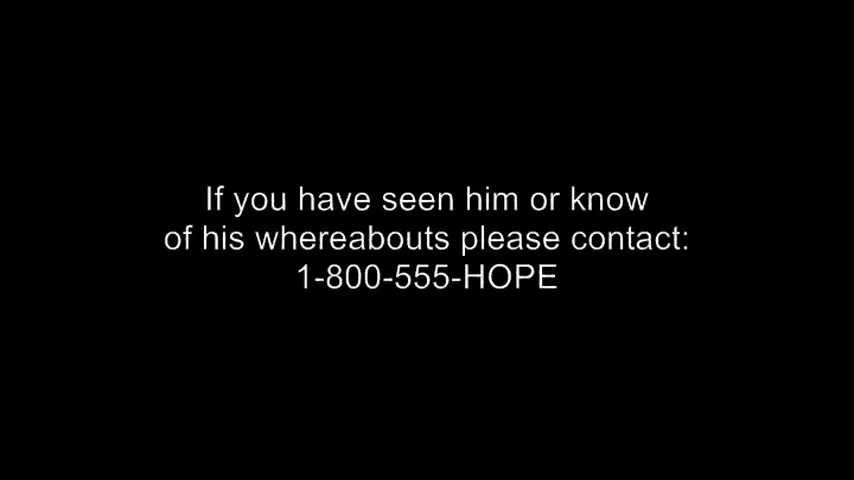 If you have seen him or know
of his whereabouts please contact:
1-800-555-HOPE